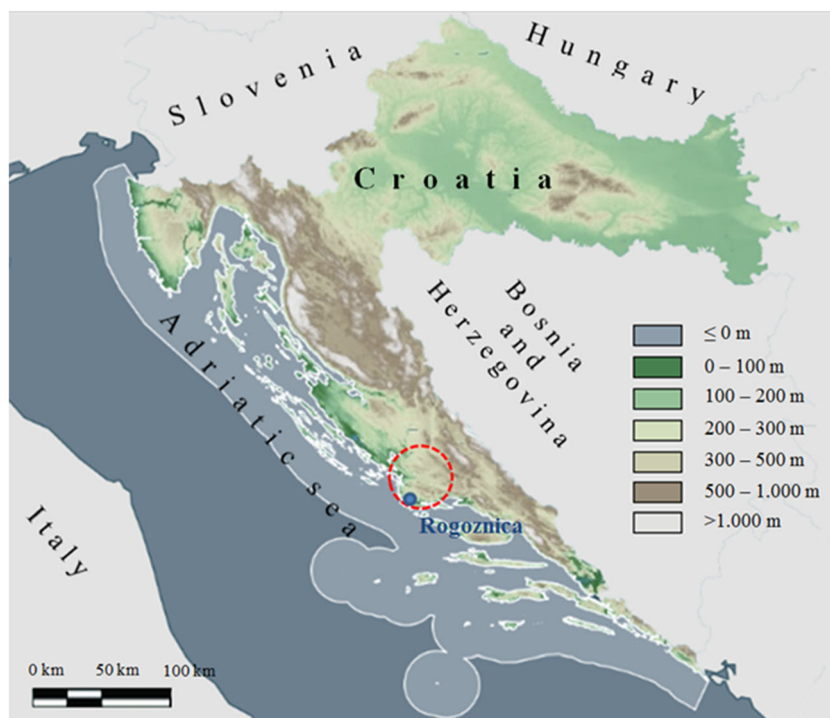 Hungary
Slovenia
Croatia
Bosnia
and
Herzegovina
Adriatic sea
Italy
Rogoznica
≤ 0 m
0 – 100 m
100 – 200 m
200 – 300 m
300 – 500 m
500 – 1.000 m
>1.000 m
0 km 50 km 100 km